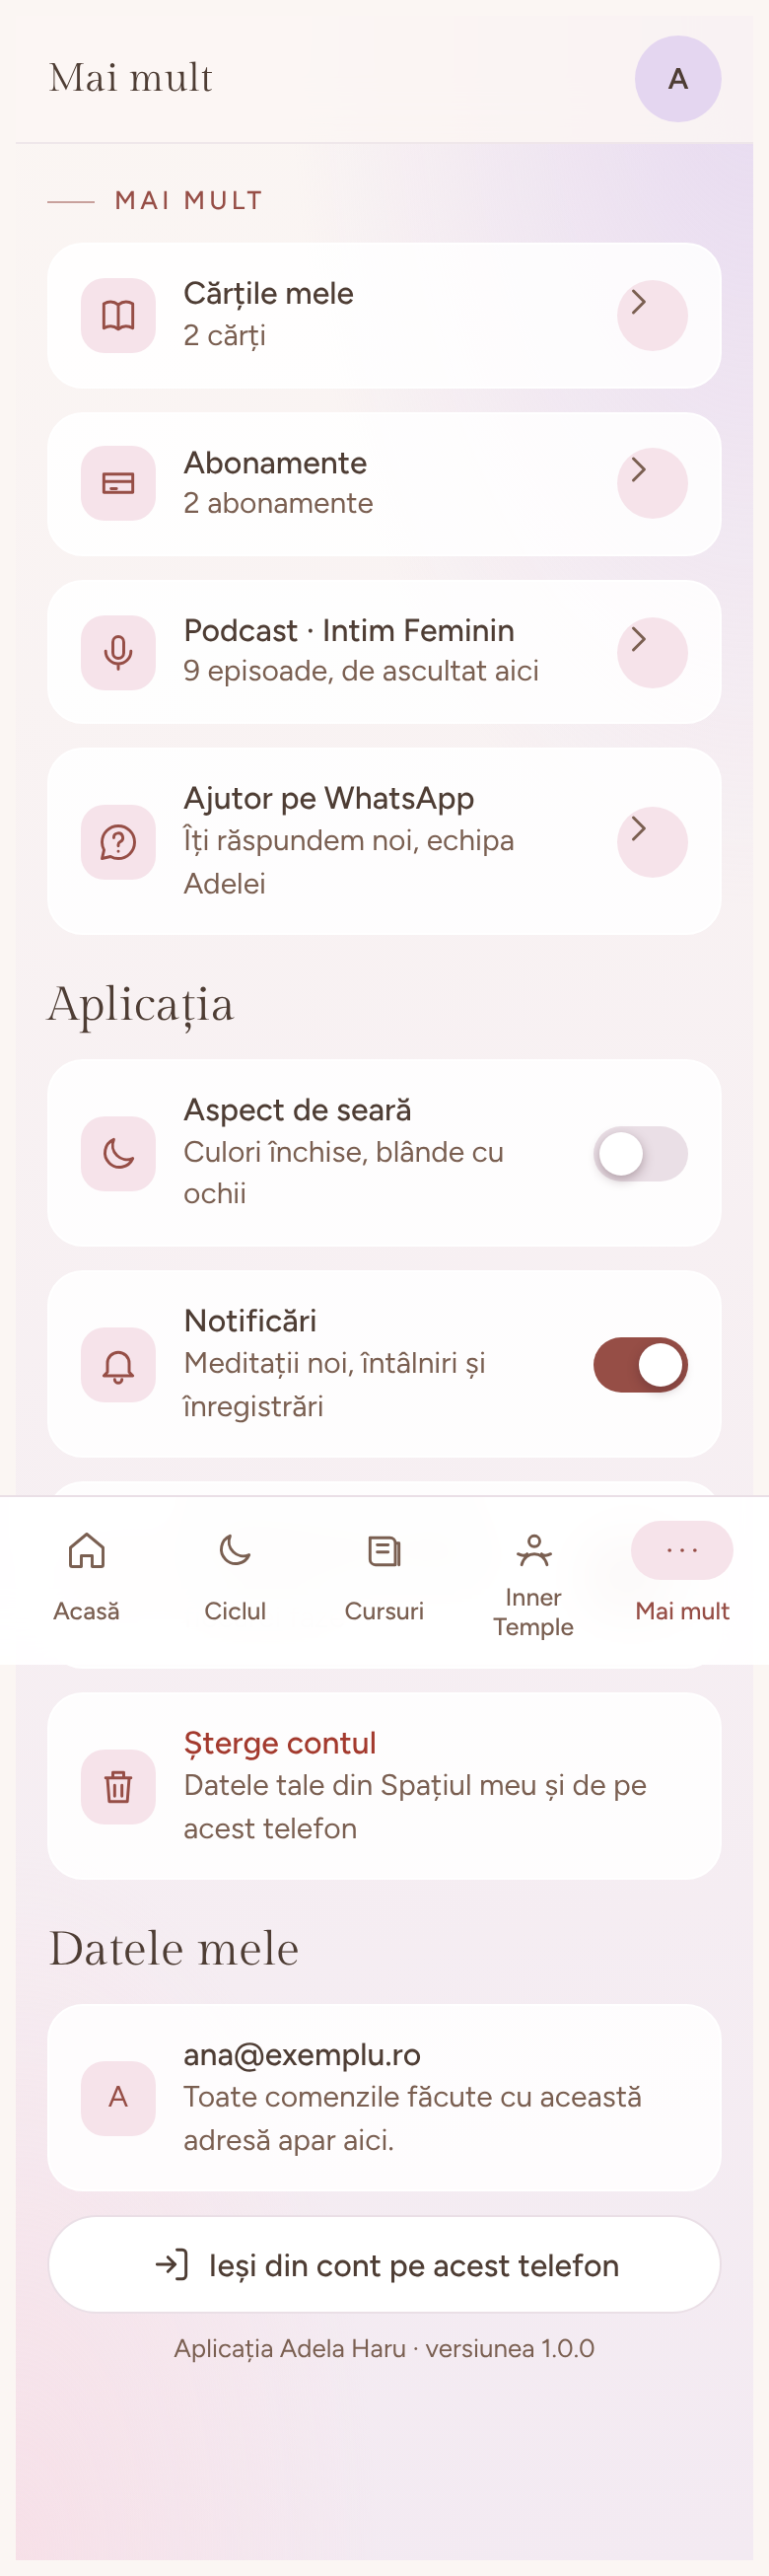 Mai mult
A
MAI MULT
Cărțile mele
2 cărți
Abonamente
2 abonamente
Podcast · Intim Feminin
9 episoade, de ascultat aici
Ajutor pe WhatsApp
Îți răspundem noi, echipa
Adelei
Aplicația
Aspect de seară
Culori închise, blânde cu
ochii
Notificări
Meditații noi, întâlniri și
înregistrări
Acasă
Ciclul
Cursuri
Inner
Temple
Mai mult
Șterge contul
Datele tale din Spațiul meu și de pe
acest telefon
Datele mele
A
ana@exemplu.ro
Toate comenzile făcute cu această
adresă apar aici.
Ieși din cont pe acest telefon
Aplicația Adela Haru · versiunea 1.0.0